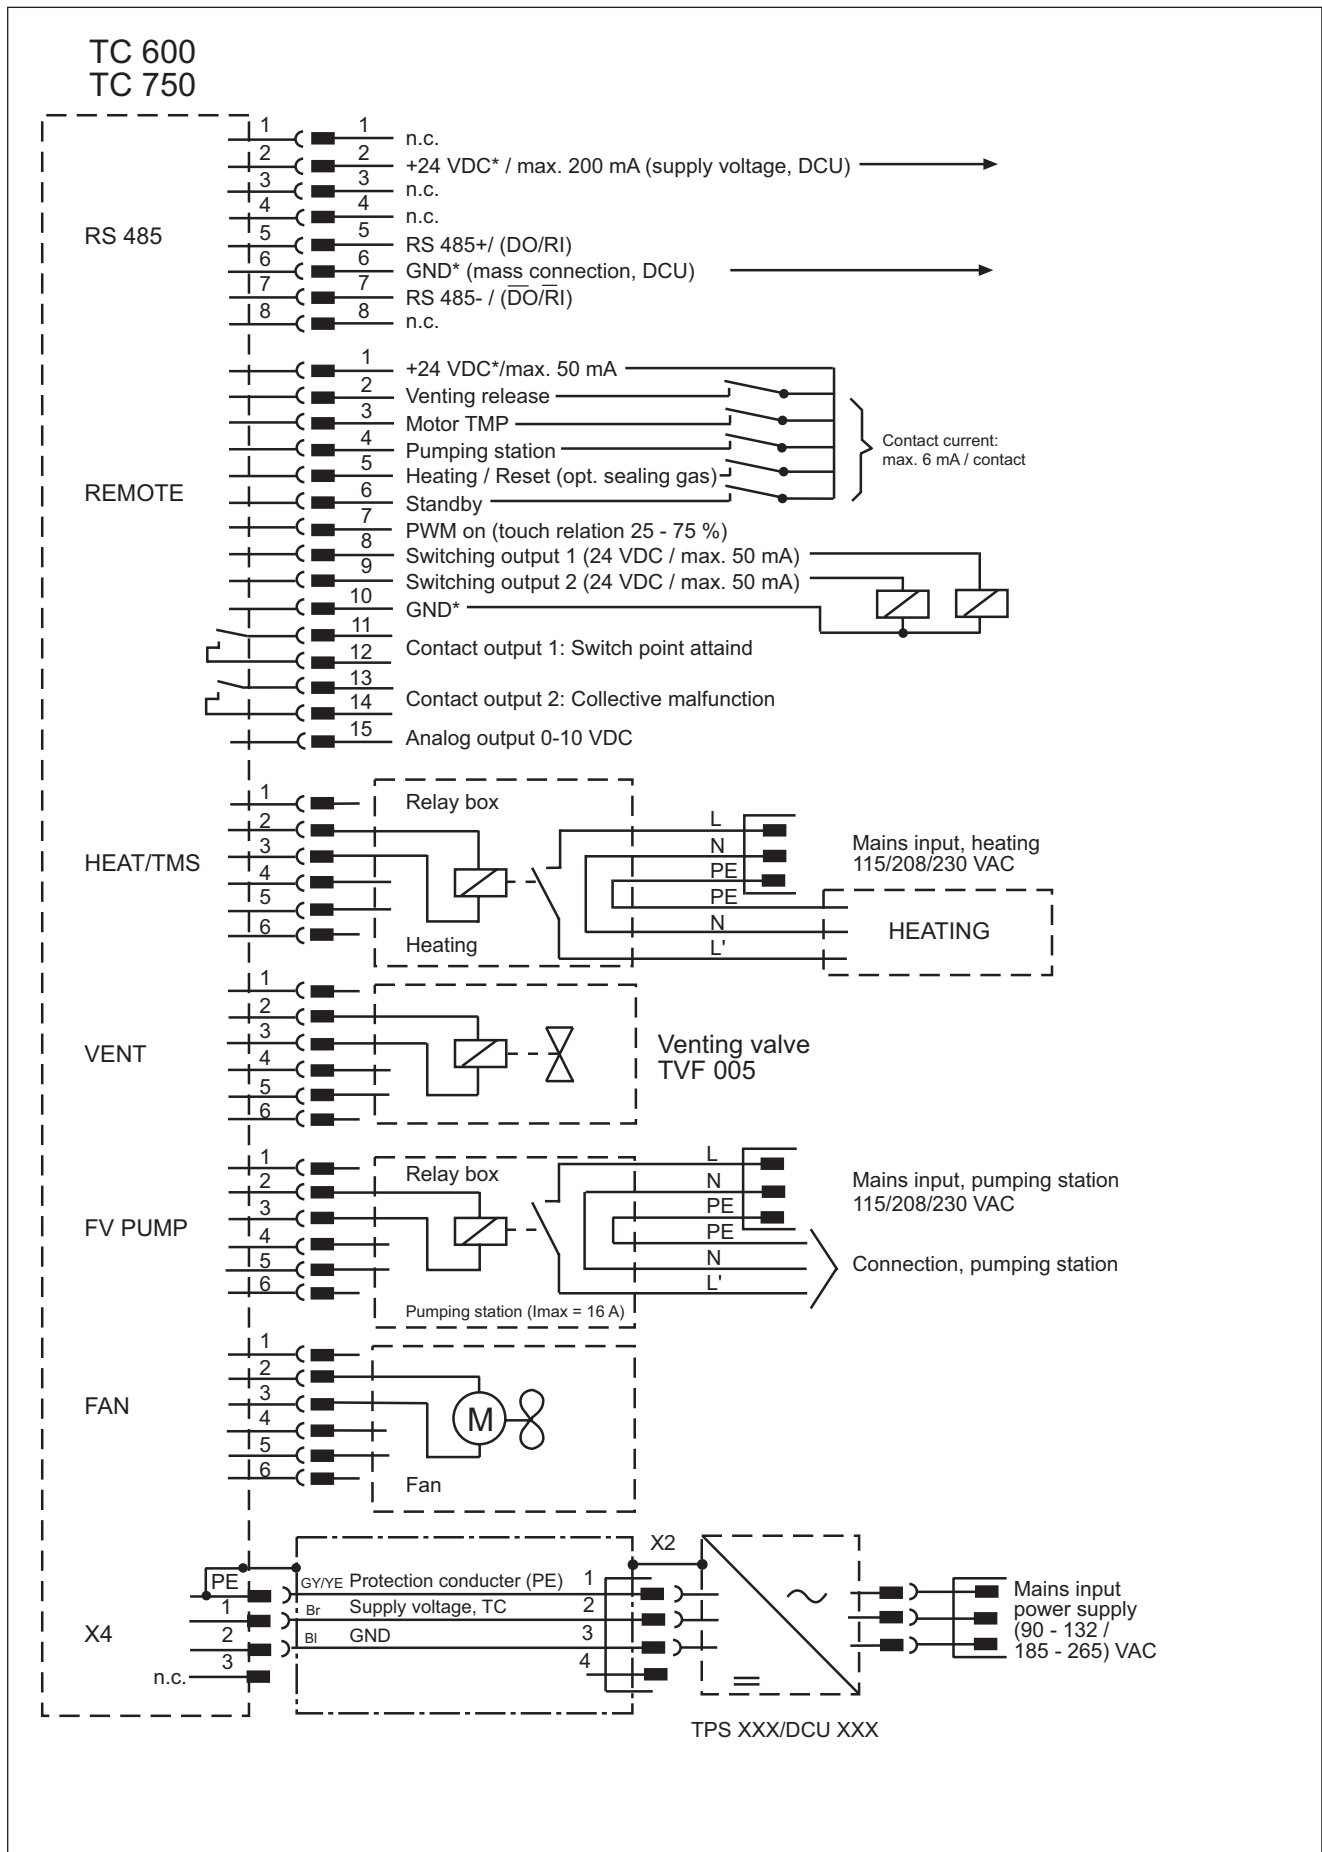 TC 600
TC 750
RS 485
1 1 n.c.
2 2 +24 VDC* / max. 200 mA (supply voltage, DCU)
3 3 n.c.
4 4 n.c.
5 5 RS 485+/ (DO/RI)
6 6 GND* (mass connection, DCU)
7 7 RS 485- / (D̅O̅/R̅I)
8 8 n.c.
REMOTE
1 +24 VDC*/max. 50 mA
2 Venting release
3 Motor TMP
4 Pumping station
5 Heating / Reset (opt. sealing gas)
6 Standby
Contact current:
max. 6 mA / contact
7 PWM on (touch relation 25 - 75 %)
8 Switching output 1 (24 VDC / max. 50 mA)
9 Switching output 2 (24 VDC / max. 50 mA)
10 GND*
11
Contact output 1: Switch point attaind
12
13
Contact output 2: Collective malfunction
14
15 Analog output 0-10 VDC
HEAT/TMS
1
2
3
4
5
6
Relay box
Heating
L
N
PE
PE
N
L'
Mains input, heating
115/208/230 VAC
HEATING
VENT
1
2
3
4
5
6
Venting valve
TVF 005
FV PUMP
1
2
3
4
5
6
Relay box
Pumping station (Imax = 16 A)
L
N
PE
PE
N
L'
Mains input, pumping station
115/208/230 VAC
Connection, pumping station
FAN
1
2
3
4
5
6
M
Fan
X4
PE
1
2
3
n.c.
GY/YE Protection conducter (PE) 1
Br Supply voltage, TC 2
Bl GND 3
4
X2
TPS XXX/DCU XXX
Mains input
power supply
(90 - 132 /
185 - 265) VAC